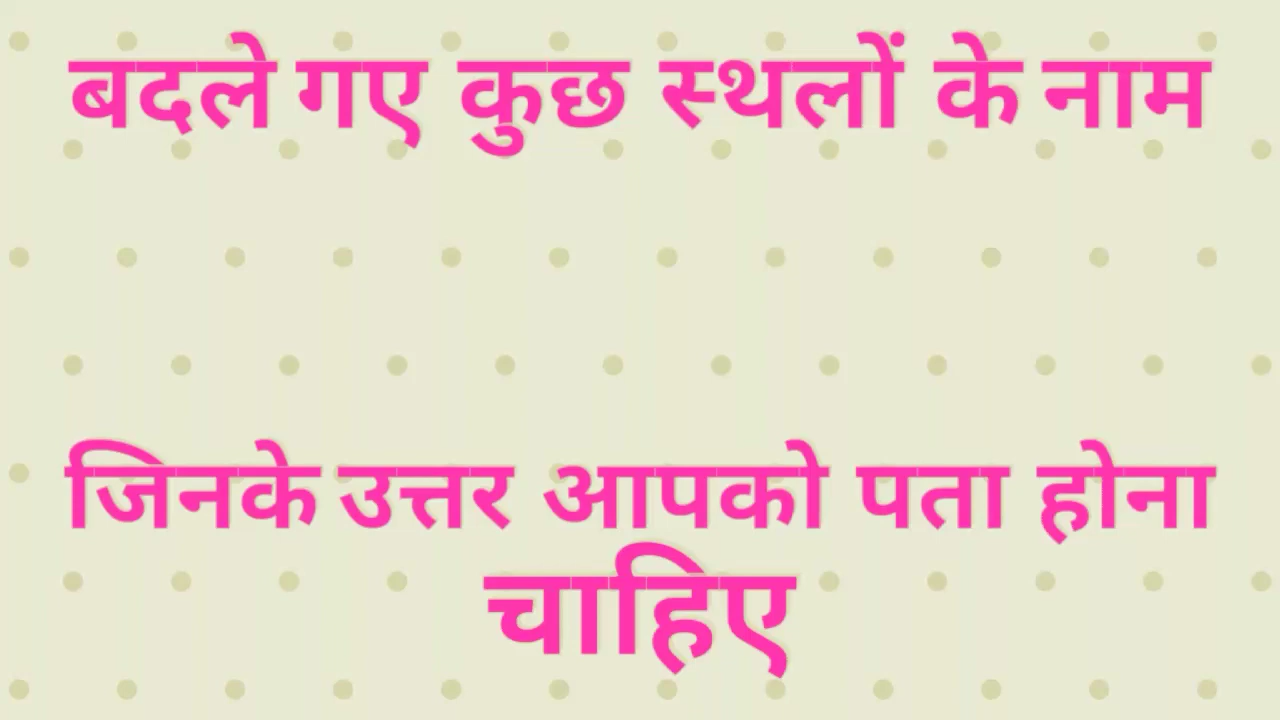 बदले गए कुछ स्थलों के नाम
जिनके उत्तर आपको पता होना
चाहिए